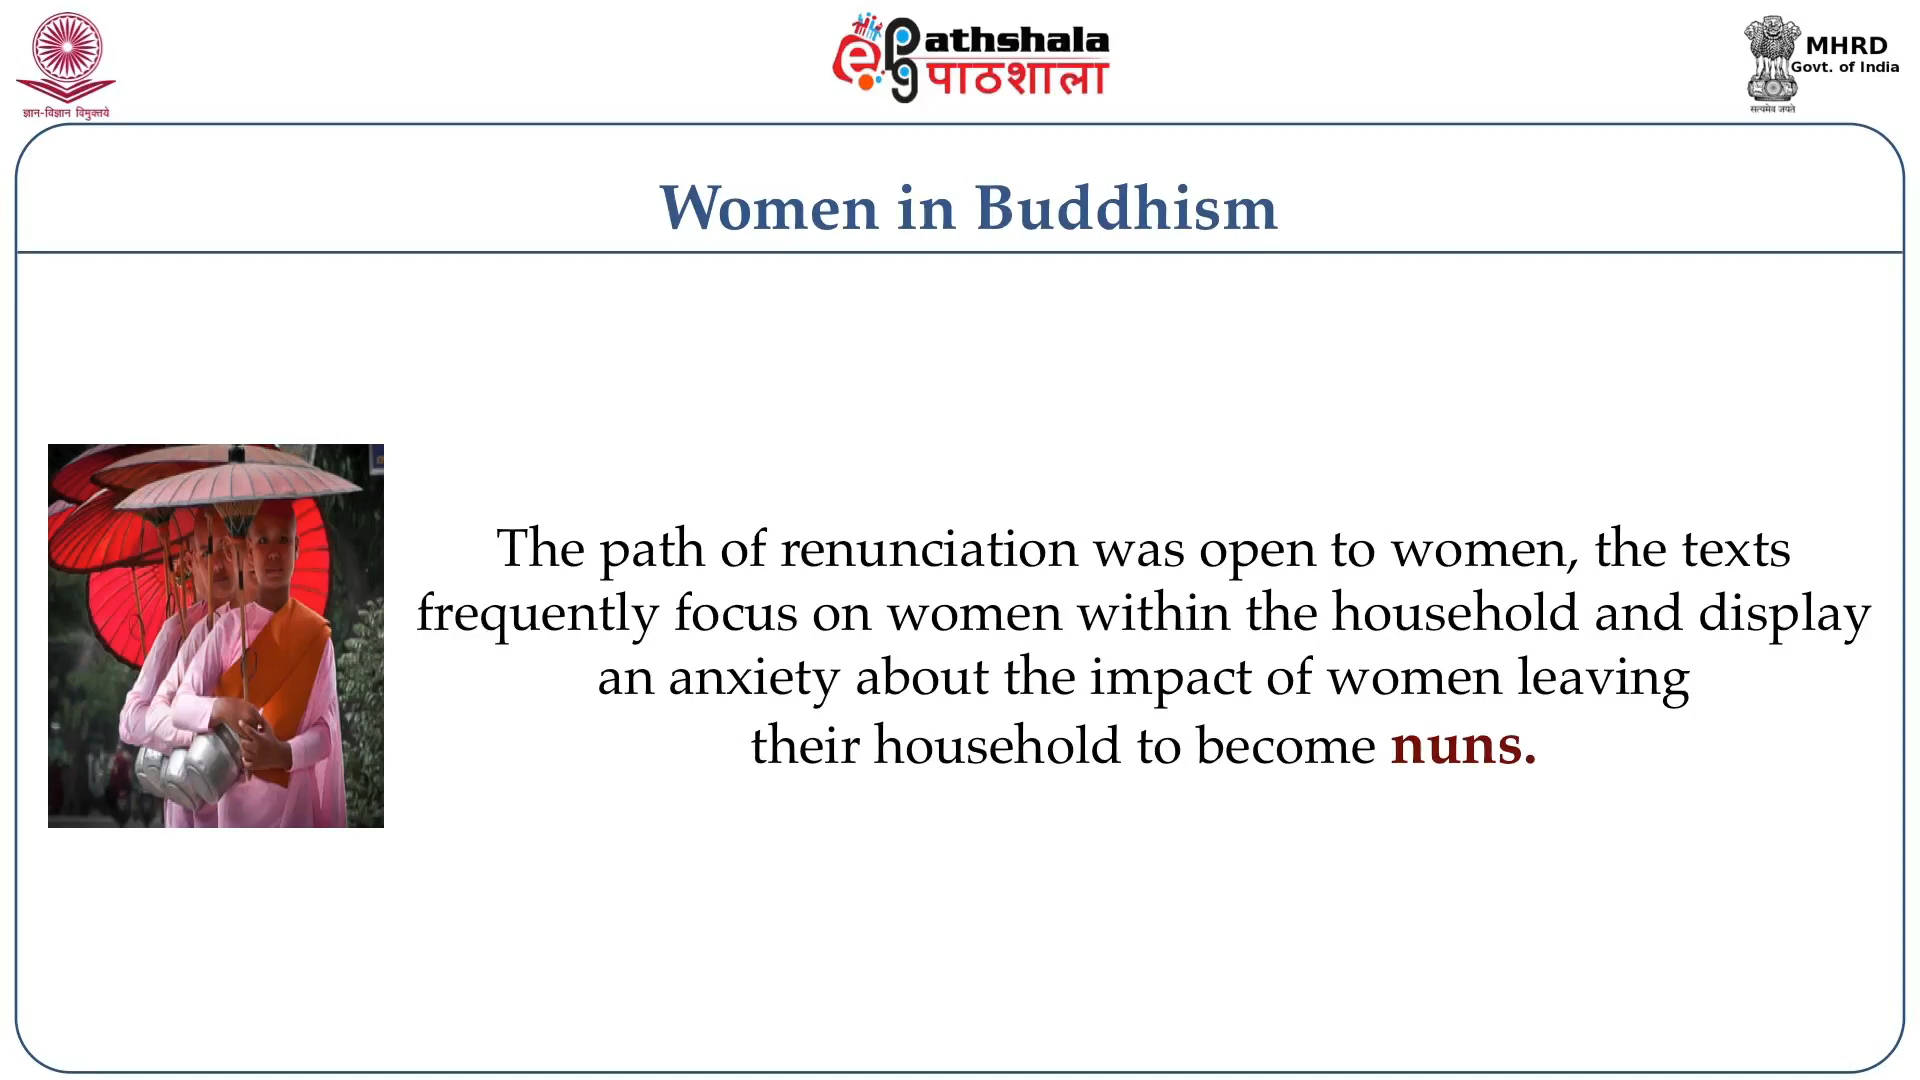 ज्ञान-विज्ञान विमुक्तये
ePG Pathshala
पाठशाला
MHRD
Govt. of India
सत्यमेव जयते
Women in Buddhism
The path of renunciation was open to women, the texts
frequently focus on women within the household and display
an anxiety about the impact of women leaving
their household to become nuns.